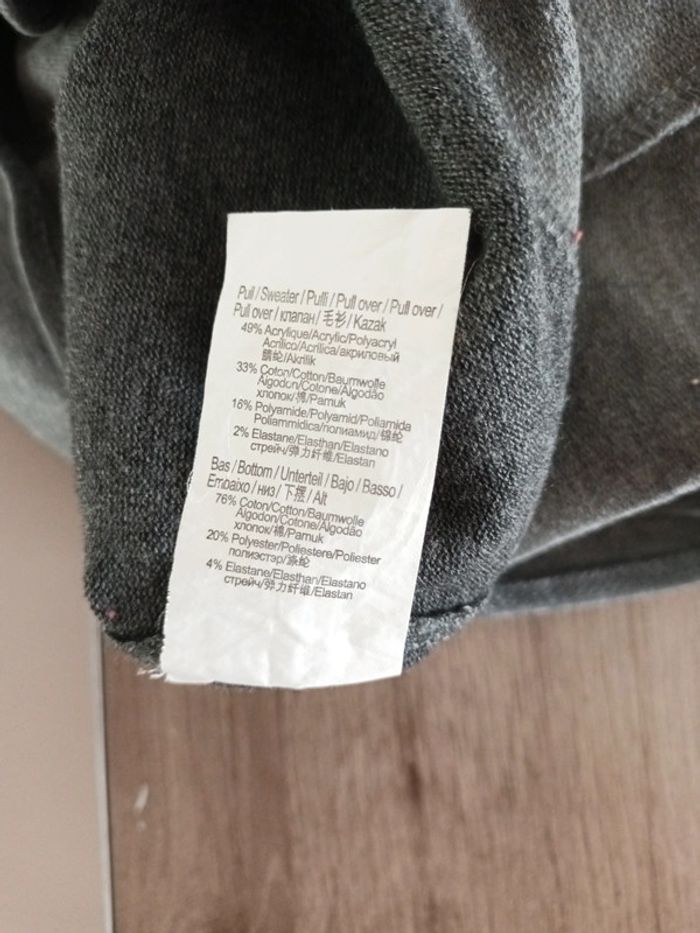 Pull / Sweater / Pulli / Pull over / Pull over /
Pull over / клапан / 毛衫 / Kazak
49% Acrylique/Acrylic/Polyacryl
Acrilico/Acrilica/акриловый
腈纶/Akrilik
33% Coton/Cotton/Baumwolle
Algodon/Cotone/Algodão
хлопок/棉/Pamuk
16% Polyamide/Polyamid/Poliamida
Poliammidica/полиамид/锦纶
2% Elastane/Elasthan/Elastano
стрейч/弹力纤维/Elastan
Bas / Bottom / Unterteil / Bajo / Basso /
Embaixo / низ / 下摆 / Alt
76% Coton/Cotton/Baumwolle
Algodon/Cotone/Algodão
хлопок/棉/Pamuk
20% Polyester/Poliestere/Poliester
полиэстэр/涤纶
4% Elastane/Elasthan/Elastano
стрейч/弹力纤维/Elastan